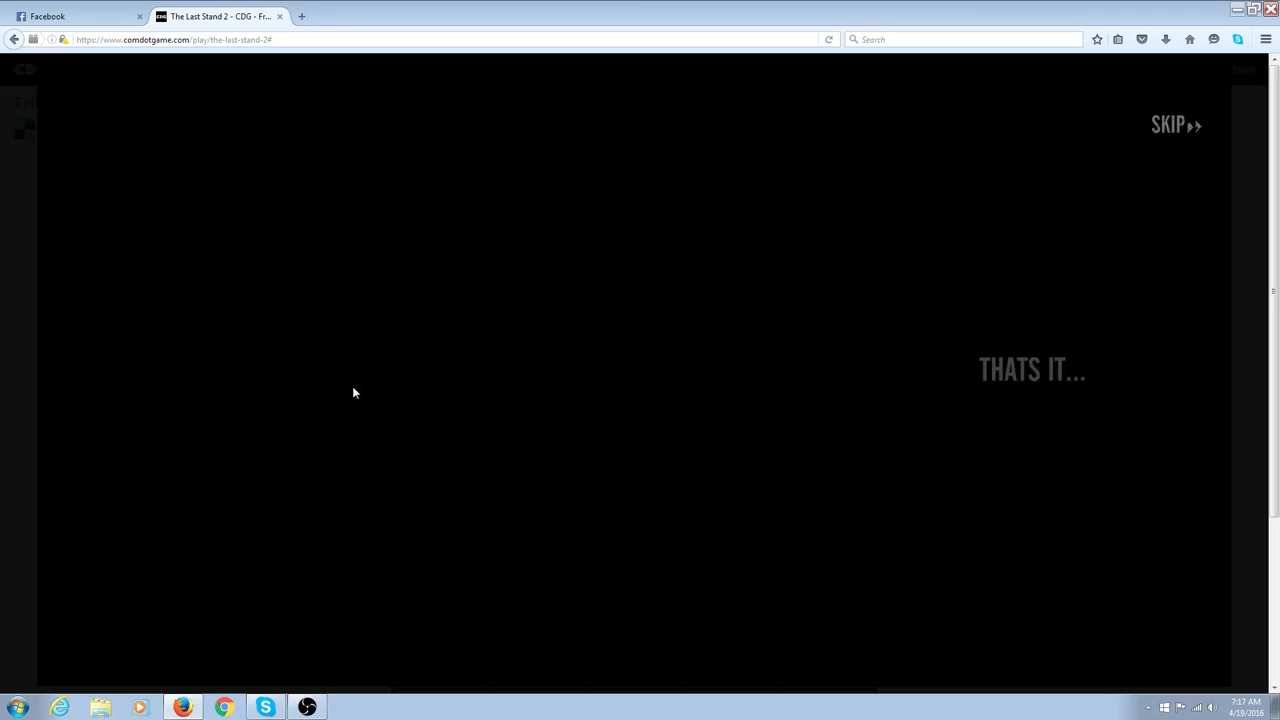 Facebook
The Last Stand 2 - CDG - Fr...
https://www.comdotgame.com/play/the-last-stand-2#
Search
TH
SKIP
THATS IT...
7:17 AM
4/19/2016